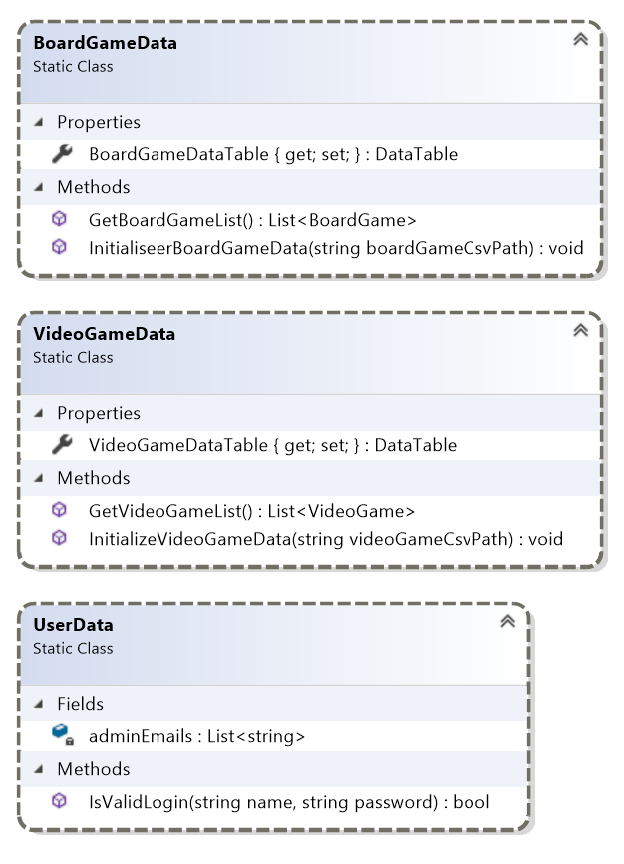 BoardGameData
Static Class
Properties
BoardGameDataTable { get; set; } : DataTable
Methods
GetBoardGameList() : List<BoardGame>
InitialiseerBoardGameData(string boardGameCsvPath) : void
VideoGameData
Static Class
Properties
VideoGameDataTable { get; set; } : DataTable
Methods
GetVideoGameList() : List<VideoGame>
InitializeVideoGameData(string videoGameCsvPath) : void
UserData
Static Class
Fields
adminEmails : List<string>
Methods
IsValidLogin(string name, string password) : bool